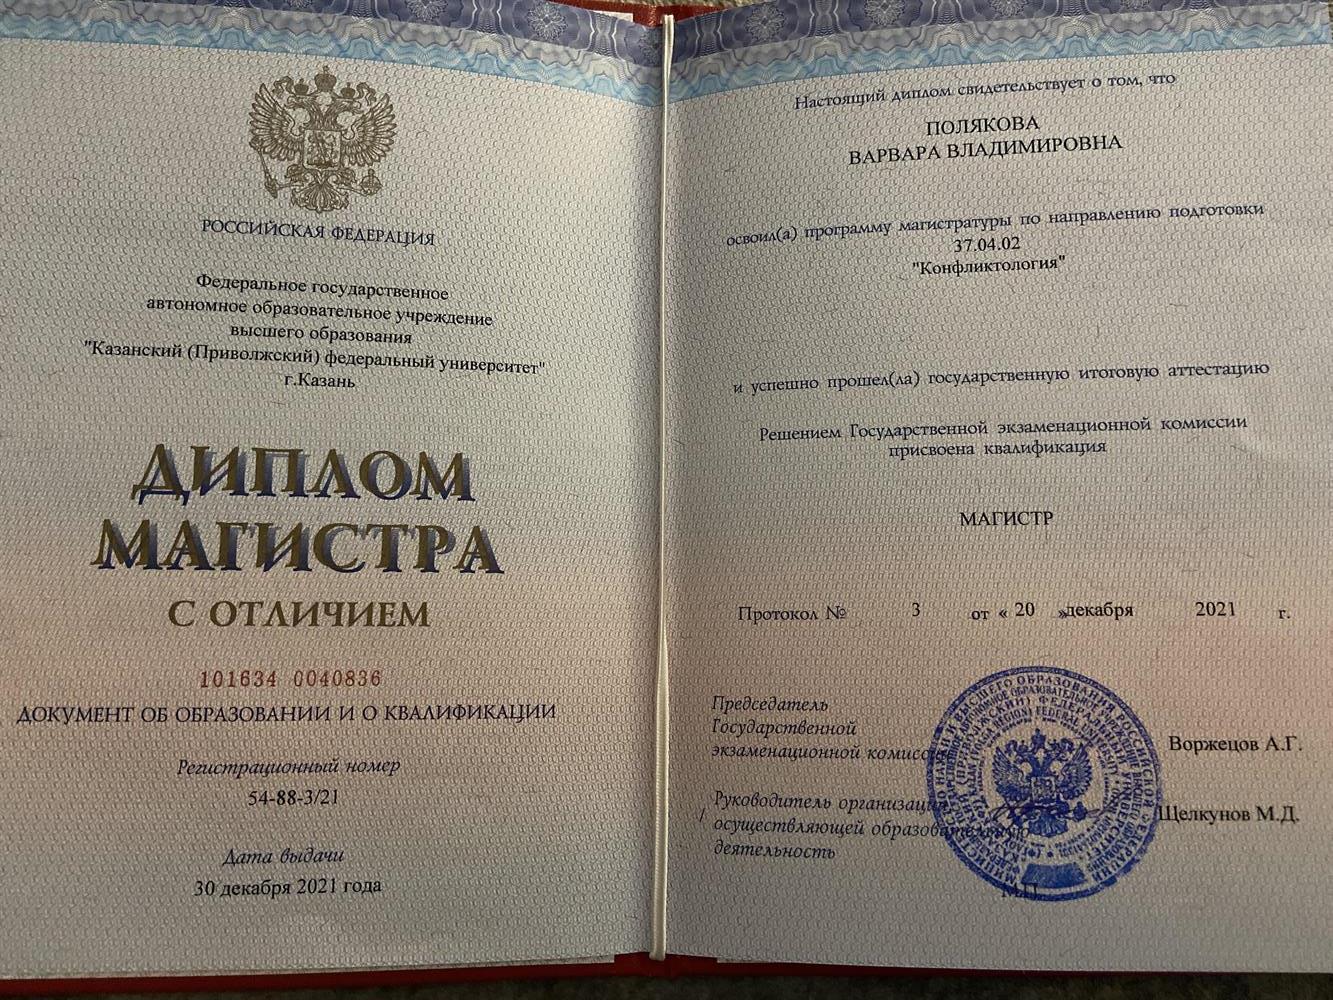 РОССИЙСКАЯ ФЕДЕРАЦИЯ
Федеральное государственное
автономное образовательное учреждение
высшего образования
"Казанский (Приволжский) федеральный университет"
г.Казань
ДИПЛОМ
МАГИСТРА
С ОТЛИЧИЕМ
101634 0040836
ДОКУМЕНТ ОБ ОБРАЗОВАНИИ И О КВАЛИФИКАЦИИ
Регистрационный номер
54-88-3/21
Дата выдачи
30 декабря 2021 года
Настоящий диплом свидетельствует о том, что
ПОЛЯКОВА
ВАРВАРА ВЛАДИМИРОВНА
освоил(а) программу магистратуры по направлению подготовки
37.04.02
"Конфликтология"
и успешно прошел(ла) государственную итоговую аттестацию
Решением Государственной экзаменационной комиссии
присвоена квалификация
МАГИСТР
Протокол № 3 от « 20 » декабря 2021 г.
Председатель
Государственной
экзаменационной комиссии Воржецов А.Г.
/ Руководитель организации,
осуществляющей образовательную Щелкунов М.Д.
деятельность
М.П.